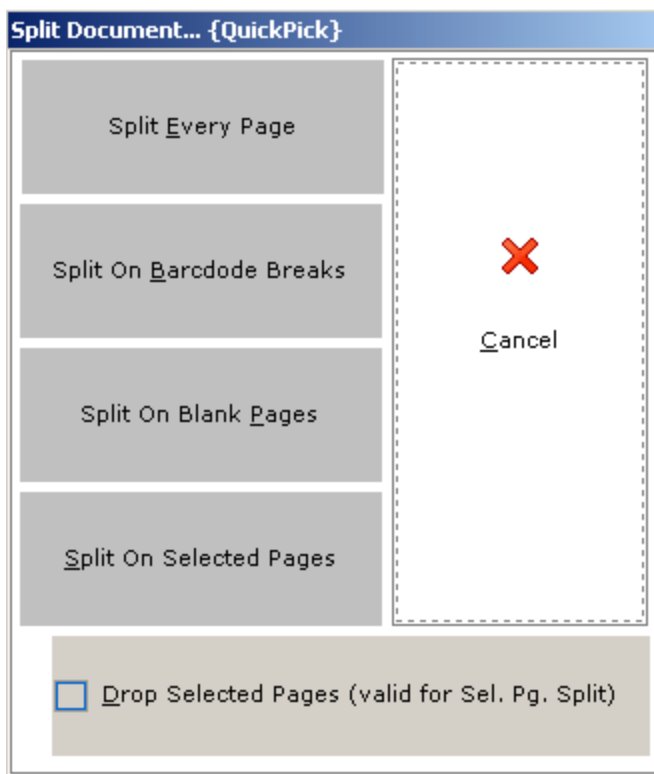 Split Document... {QuickPick}
Split Every Page
Split On Barcdode Breaks
Split On Blank Pages
Split On Selected Pages
Cancel
Drop Selected Pages (valid for Sel. Pg. Split)